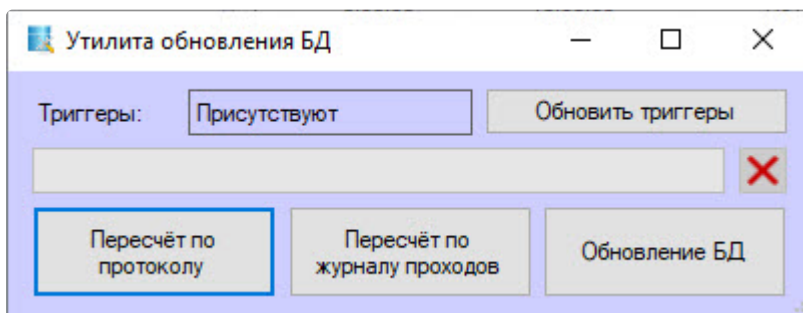 Утилита обновления БД
Триггеры: Присутствуют Обновить триггеры
Пересчёт по
протоколу
Пересчёт по
журналу проходов
Обновление БД